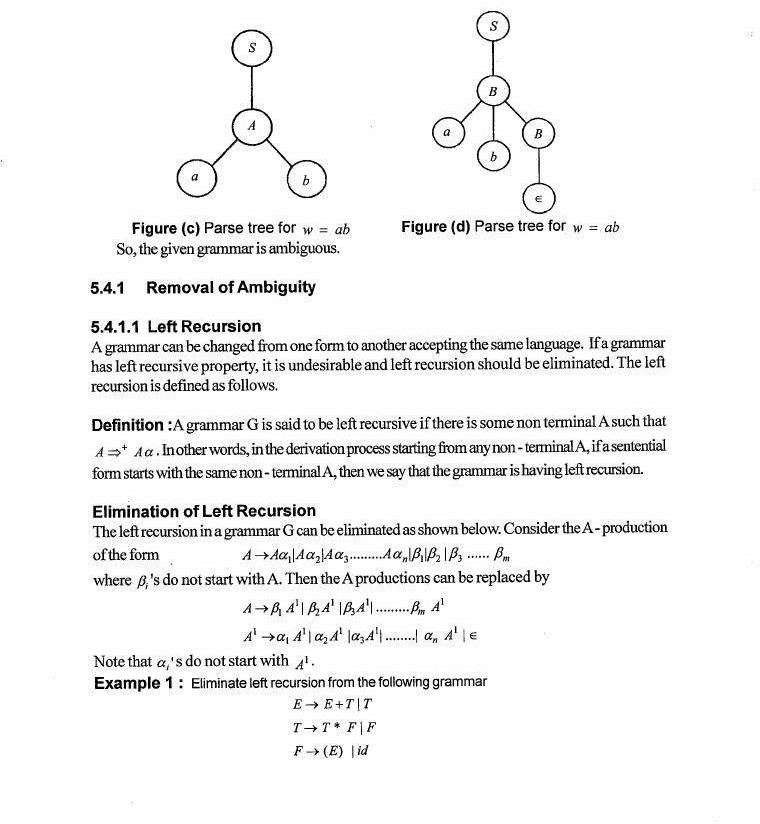 S
A
a
b
S
B
a
b
B
∈
Figure (c) Parse tree for w = ab
Figure (d) Parse tree for w = ab
So, the given grammar is ambiguous.
5.4.1 Removal of Ambiguity
5.4.1.1 Left Recursion
A grammar can be changed from one form to another accepting the same language. If a grammar
has left recursive property, it is undesirable and left recursion should be eliminated. The left
recursion is defined as follows.
Definition :A grammar G is said to be left recursive if there is some non terminal A such that
A ⇒⁺ Aα . In other words, in the derivation process starting from any non - terminal A, if a sentential
form starts with the same non - terminal A, then we say that the grammar is having left recursion.
Elimination of Left Recursion
The left recursion in a grammar G can be eliminated as shown below. Consider the A - production
of the form A →Aα₁|Aα₂|Aα₃.........Aαₙ|β₁|β₂ |β₃ ...... βₘ
where βᵢ's do not start with A. Then the A productions can be replaced by
A →β₁ A¹| β₂A¹ |β₃A¹|.........βₘ A¹
A¹ →α₁ A¹| α₂A¹ |α₃A¹|........| αₙ A¹ | ∈
Note that αᵢ's do not start with A¹.
Example 1 : Eliminate left recursion from the following grammar
E → E+T | T
T → T * F | F
F → (E) | id